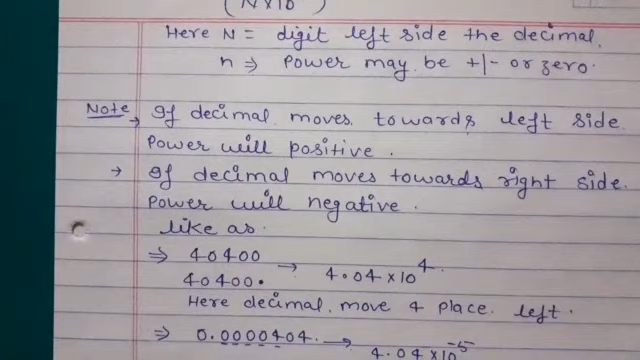 (N×10
Here N = digit left side the decimal.
n ⇒ Power may be +/- or zero.
Note → If decimal moves towards left side
Power will positive.
→ If decimal moves towards right side.
Power will negative.
like as
⇒ 40400
40400. → 4.04 × 10⁴.
Here decimal move 4 place left.
⇒ 0.0000404. → 4.04 × 10⁻⁵